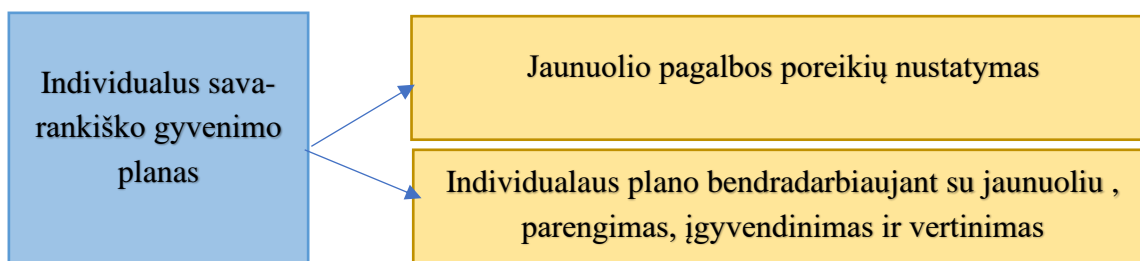 Individualus sava-
rankiško gyvenimo
planas
Jaunuolio pagalbos poreikių nustatymas
Individualaus plano bendradarbiaujant su jaunuoliu ,
parengimas, įgyvendinimas ir vertinimas